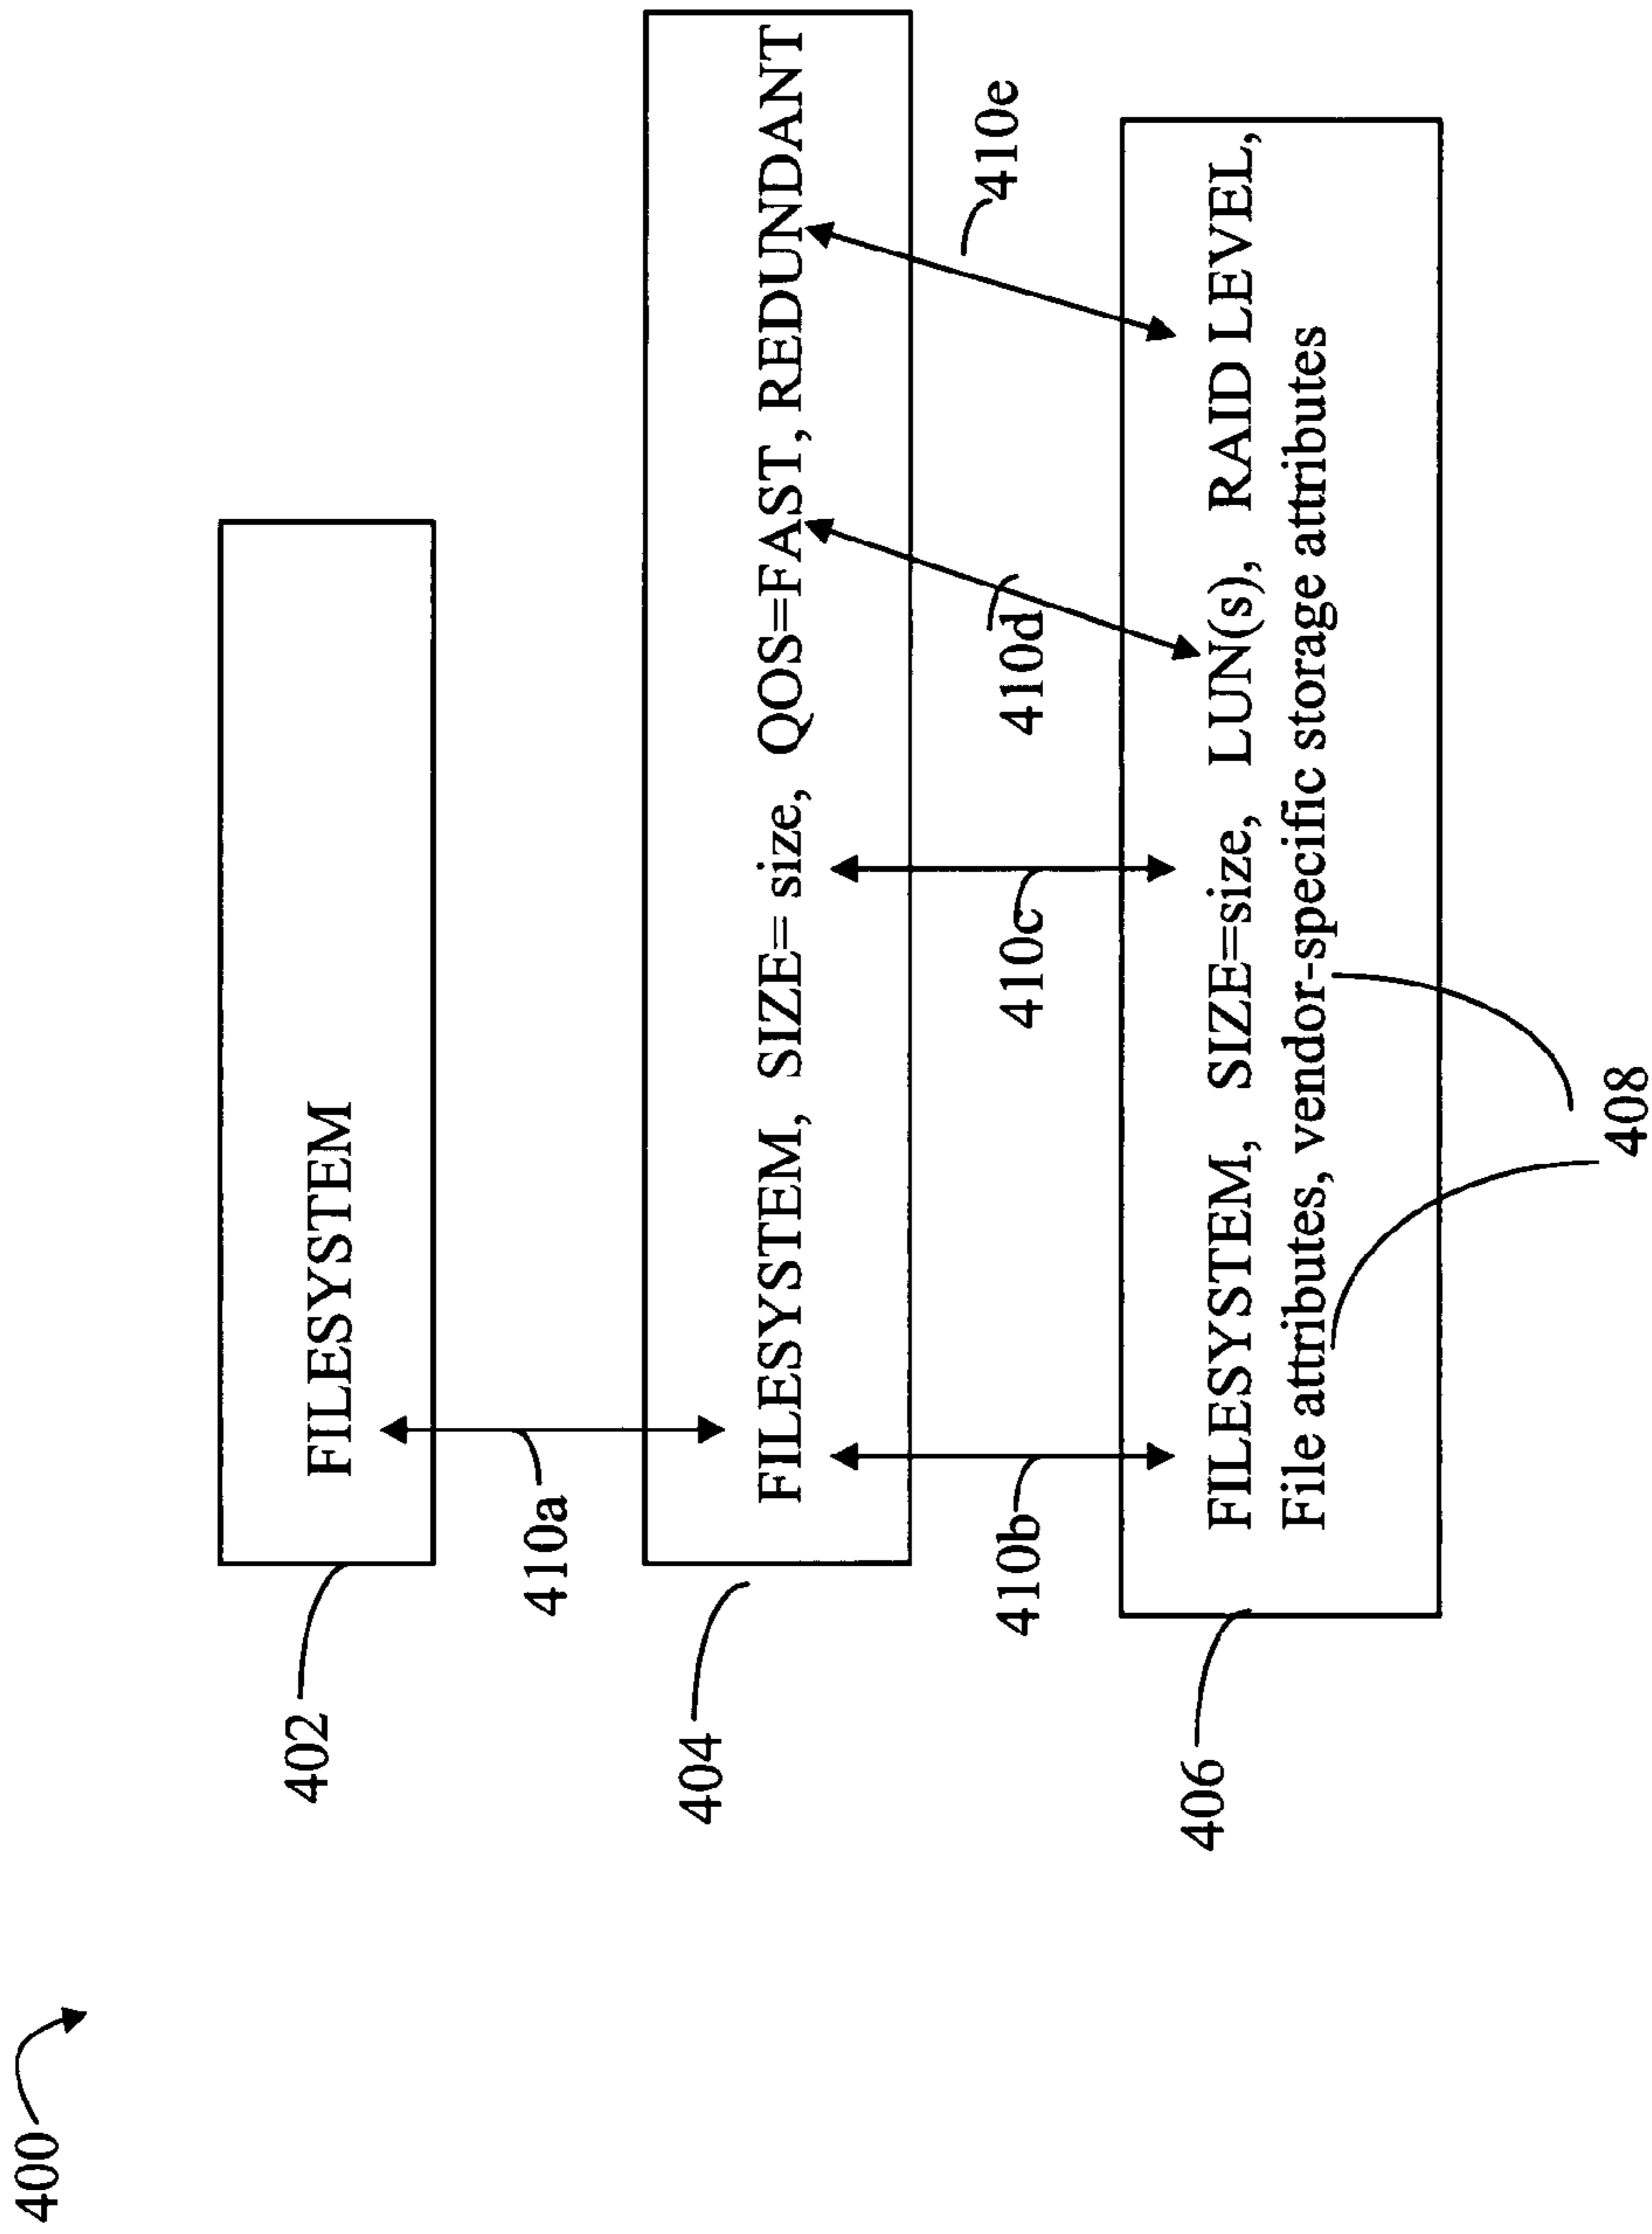 400
402
FILESYSTEM
410a
404
FILESYSTEM, SIZE= size, QOS=FAST, REDUNDANT
410b
410c
410d
410e
406
FILESYSTEM, SIZE=size, LUN(s), RAID LEVEL,
File attributes, vendor-specific storage attributes
408